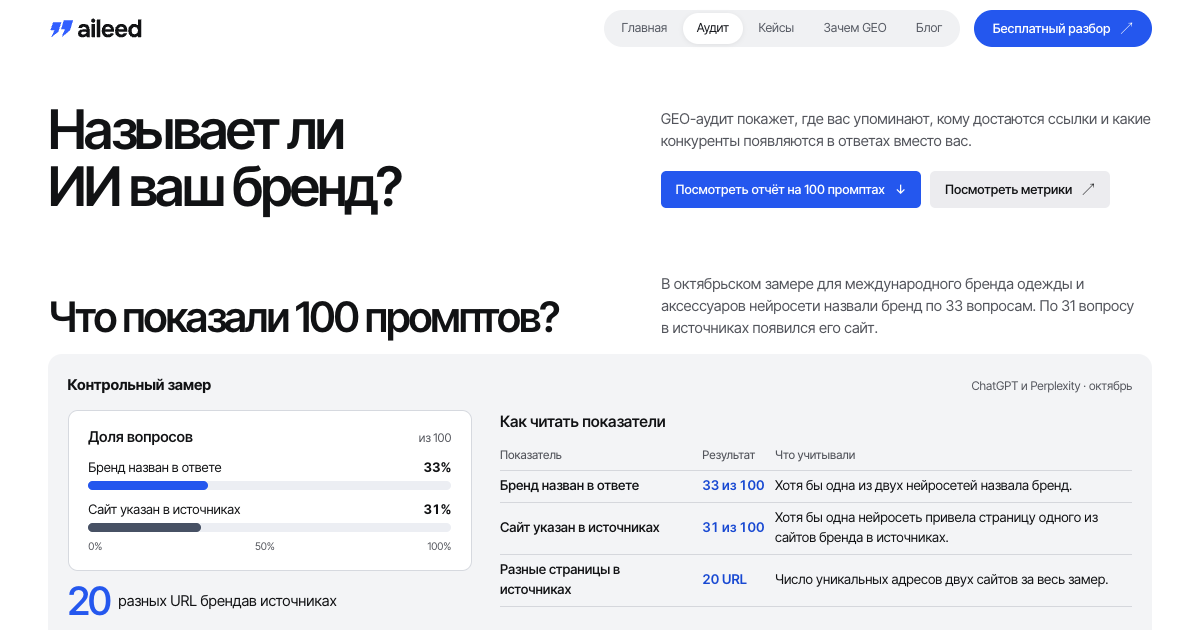 aileed
Главная
Аудит
Кейсы
Зачем GEO
Блог
Бесплатный разбор
Называет ли
ИИ ваш бренд?
GEO-аудит покажет, где вас упоминают, кому достаются ссылки и какие
конкуренты появляются в ответах вместо вас.
Посмотреть отчёт на 100 промптах ↓
Посмотреть метрики
Что показали 100 промптов?
В октябрьском замере для международного бренда одежды и
аксессуаров нейросети назвали бренд по 33 вопросам. По 31 вопросу
в источниках появился его сайт.
Контрольный замер
ChatGPT и Perplexity · октябрь
Доля вопросов
из 100
Бренд назван в ответе
33%
Сайт указан в источниках
31%
0%
50%
100%
20 разных URL брендав источниках
Как читать показатели
Показатель
Результат
Что учитывали
Бренд назван в ответе
33 из 100
Хотя бы одна из двух нейросетей назвала бренд.
Сайт указан в источниках
31 из 100
Хотя бы одна нейросеть привела страницу одного из
сайтов бренда в источниках.
Разные страницы в
источниках
20 URL
Число уникальных адресов двух сайтов за весь замер.